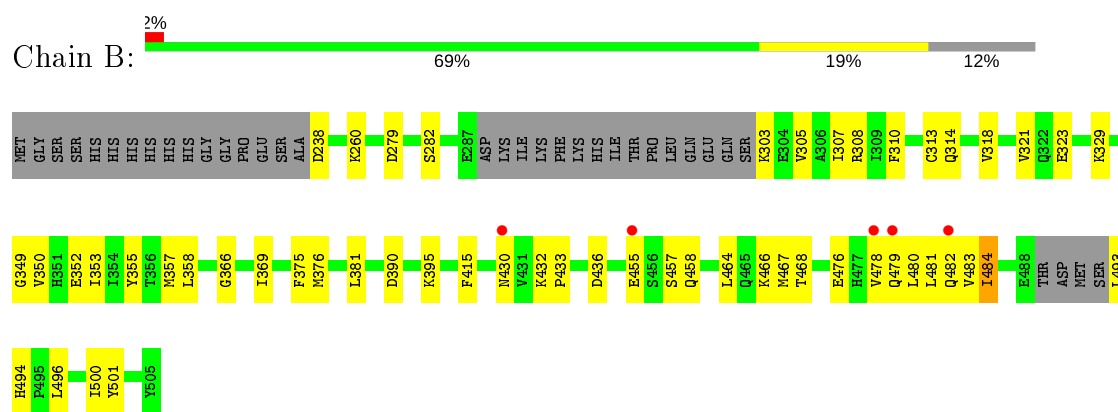 2%
Chain B:
69% 19% 12%
MET GLY SER SER HIS HIS HIS HIS HIS HIS GLY GLY PRO GLU SER ALA D238 K260 D279 S282 E287 ASP LYS ILE LYS PHE LYS HIS ILE THR PRO LEU GLN GLU GLN SER K303 E304 V305 A306 I307 R308 I309 F310 C313 Q314 V318 V321 Q322 E323 K329
G349 V350 H351 E352 I353 I354 Y355 T356 M357 L358 G366 I369 F375 M376 L381 D390 K395 F415 N430 V431 K432 P433 D436 E455 S456 S457 Q458 L464 Q465 K466 M467 T468 E476 H477 V478 Q479 L480 L481 Q482 V483 I484 E488 THR ASP MET SER L493
H494 P495 L496 I500 Y501 Y505